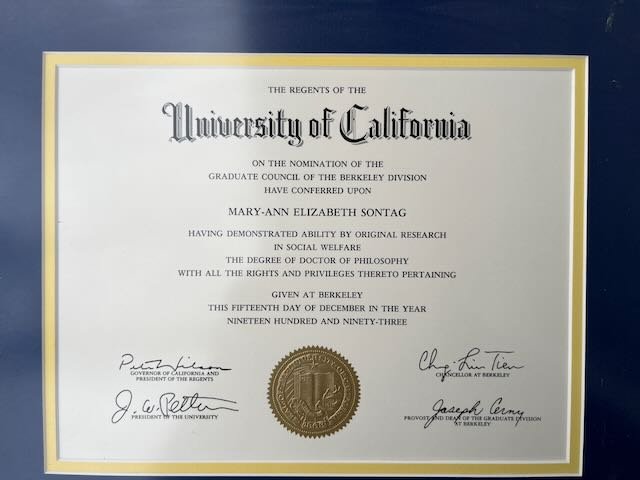 THE REGENTS OF THE
University of California
ON THE NOMINATION OF THE
GRADUATE COUNCIL OF THE BERKELEY DIVISION
HAVE CONFERRED UPON
MARY-ANN ELIZABETH SONTAG
HAVING DEMONSTRATED ABILITY BY ORIGINAL RESEARCH
IN SOCIAL WELFARE
THE DEGREE OF DOCTOR OF PHILOSOPHY
WITH ALL THE RIGHTS AND PRIVILEGES THERETO PERTAINING
GIVEN AT BERKELEY
THIS FIFTEENTH DAY OF DECEMBER IN THE YEAR
NINETEEN HUNDRED AND NINETY-THREE
Pete Wilson
GOVERNOR OF CALIFORNIA AND
PRESIDENT OF THE REGENTS
J. W. Peltason
PRESIDENT OF THE UNIVERSITY
Chang-Lin Tien
CHANCELLOR AT BERKELEY
Joseph Cerny
PROVOST AND DEAN OF THE GRADUATE DIVISION
AT BERKELEY